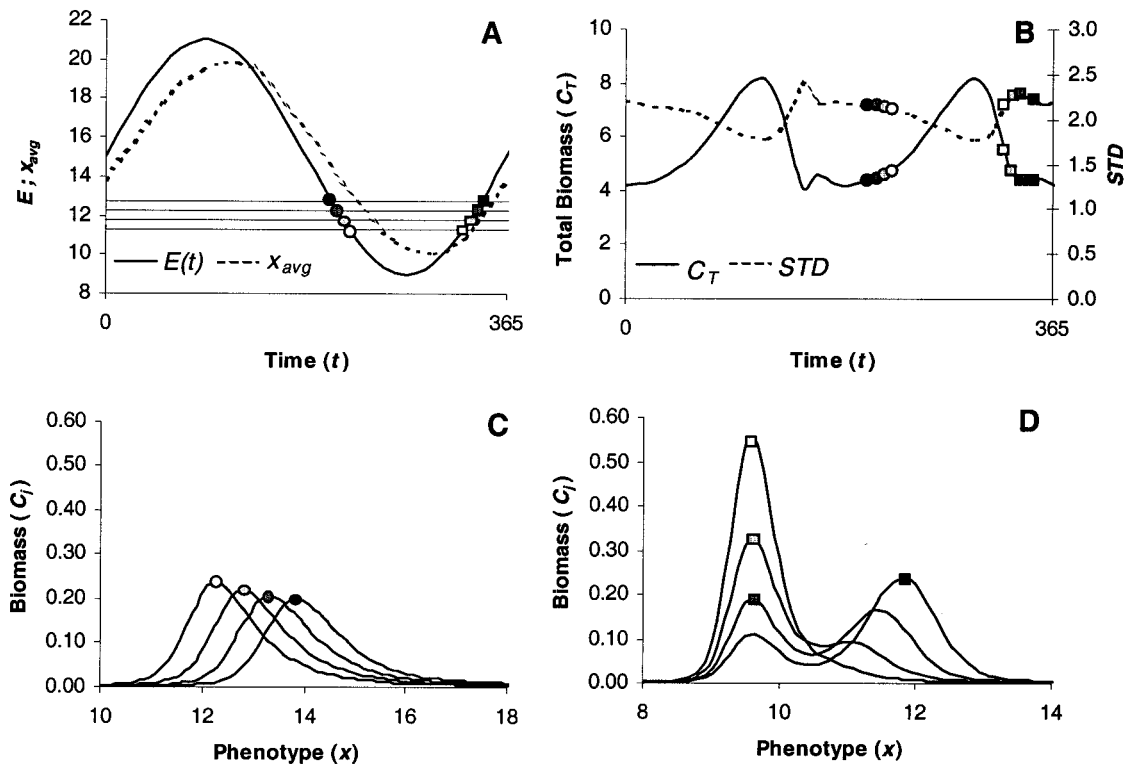 A
E ; x_avg
22
20
18
16
14
12
10
8
E(t)
x_avg
0
365
Time (t)
B
Total Biomass (C_T)
10
8
6
4
2
0
3.0
2.5
2.0
1.5
1.0
0.5
0.0
STD
C_T
STD
0
365
Time (t)
C
Biomass (C_i)
0.60
0.50
0.40
0.30
0.20
0.10
0.00
10
12
14
16
18
Phenotype (x)
D
Biomass (C_i)
0.60
0.50
0.40
0.30
0.20
0.10
0.00
8
10
12
14
Phenotype (x)